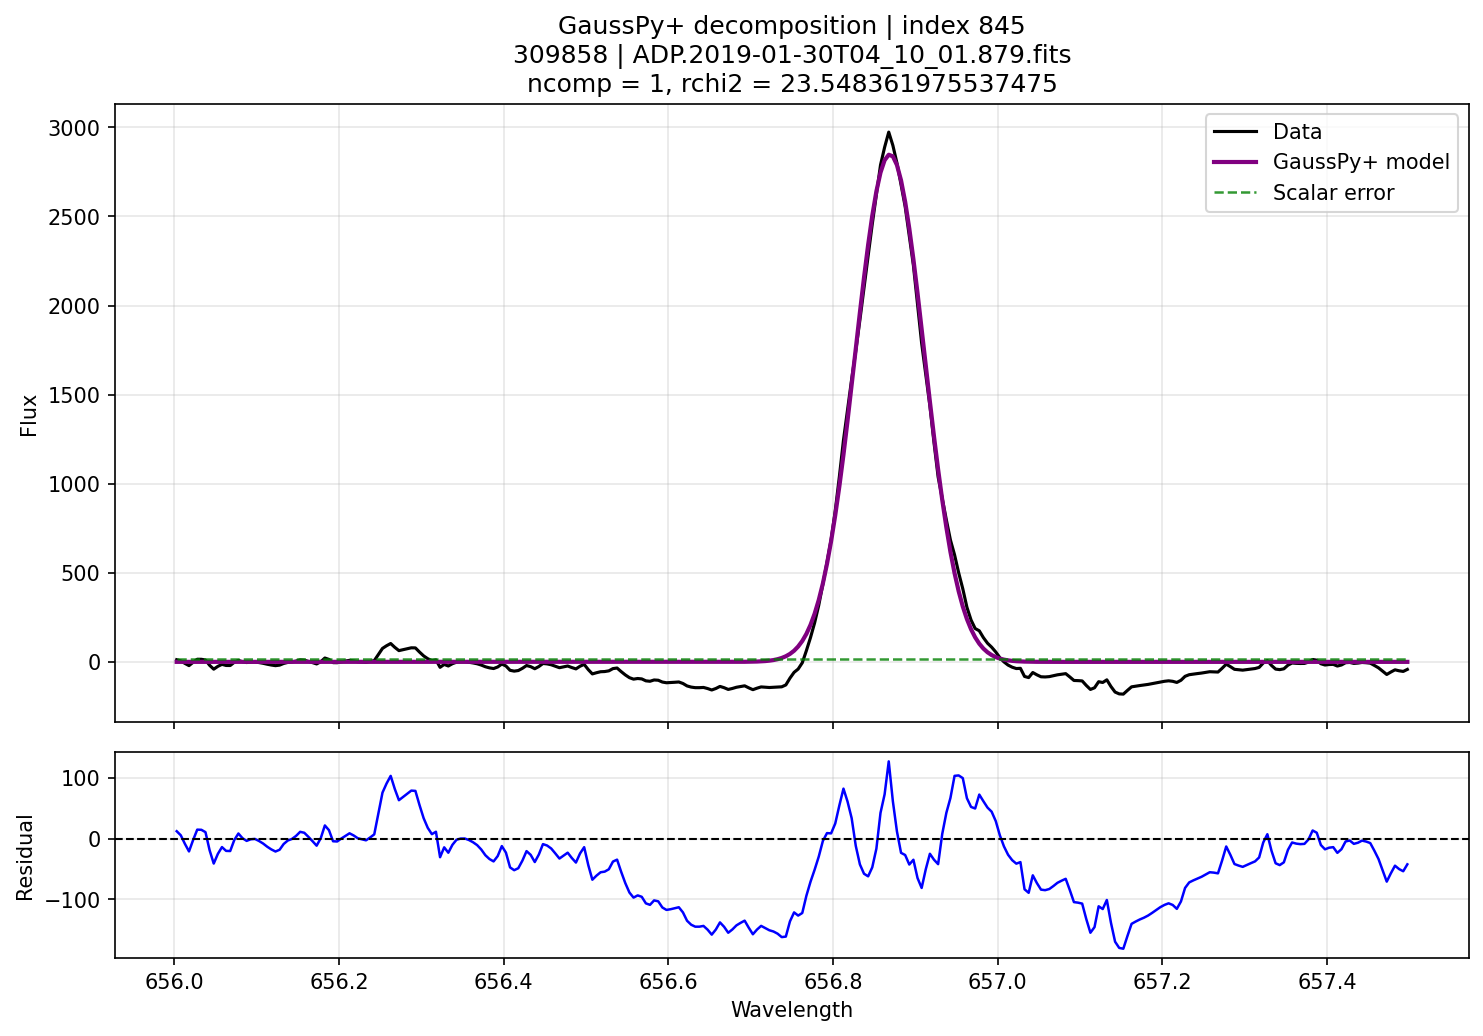 GaussPy+ decomposition | index 845
309858 | ADP.2019-01-30T04_10_01.879.fits
ncomp = 1, rchi2 = 23.548361975537475
Data
GaussPy+ model
Scalar error
3000
2500
2000
1500
1000
500
0
Flux
100
0
−100
Residual
656.0 656.2 656.4 656.6 656.8 657.0 657.2 657.4
Wavelength